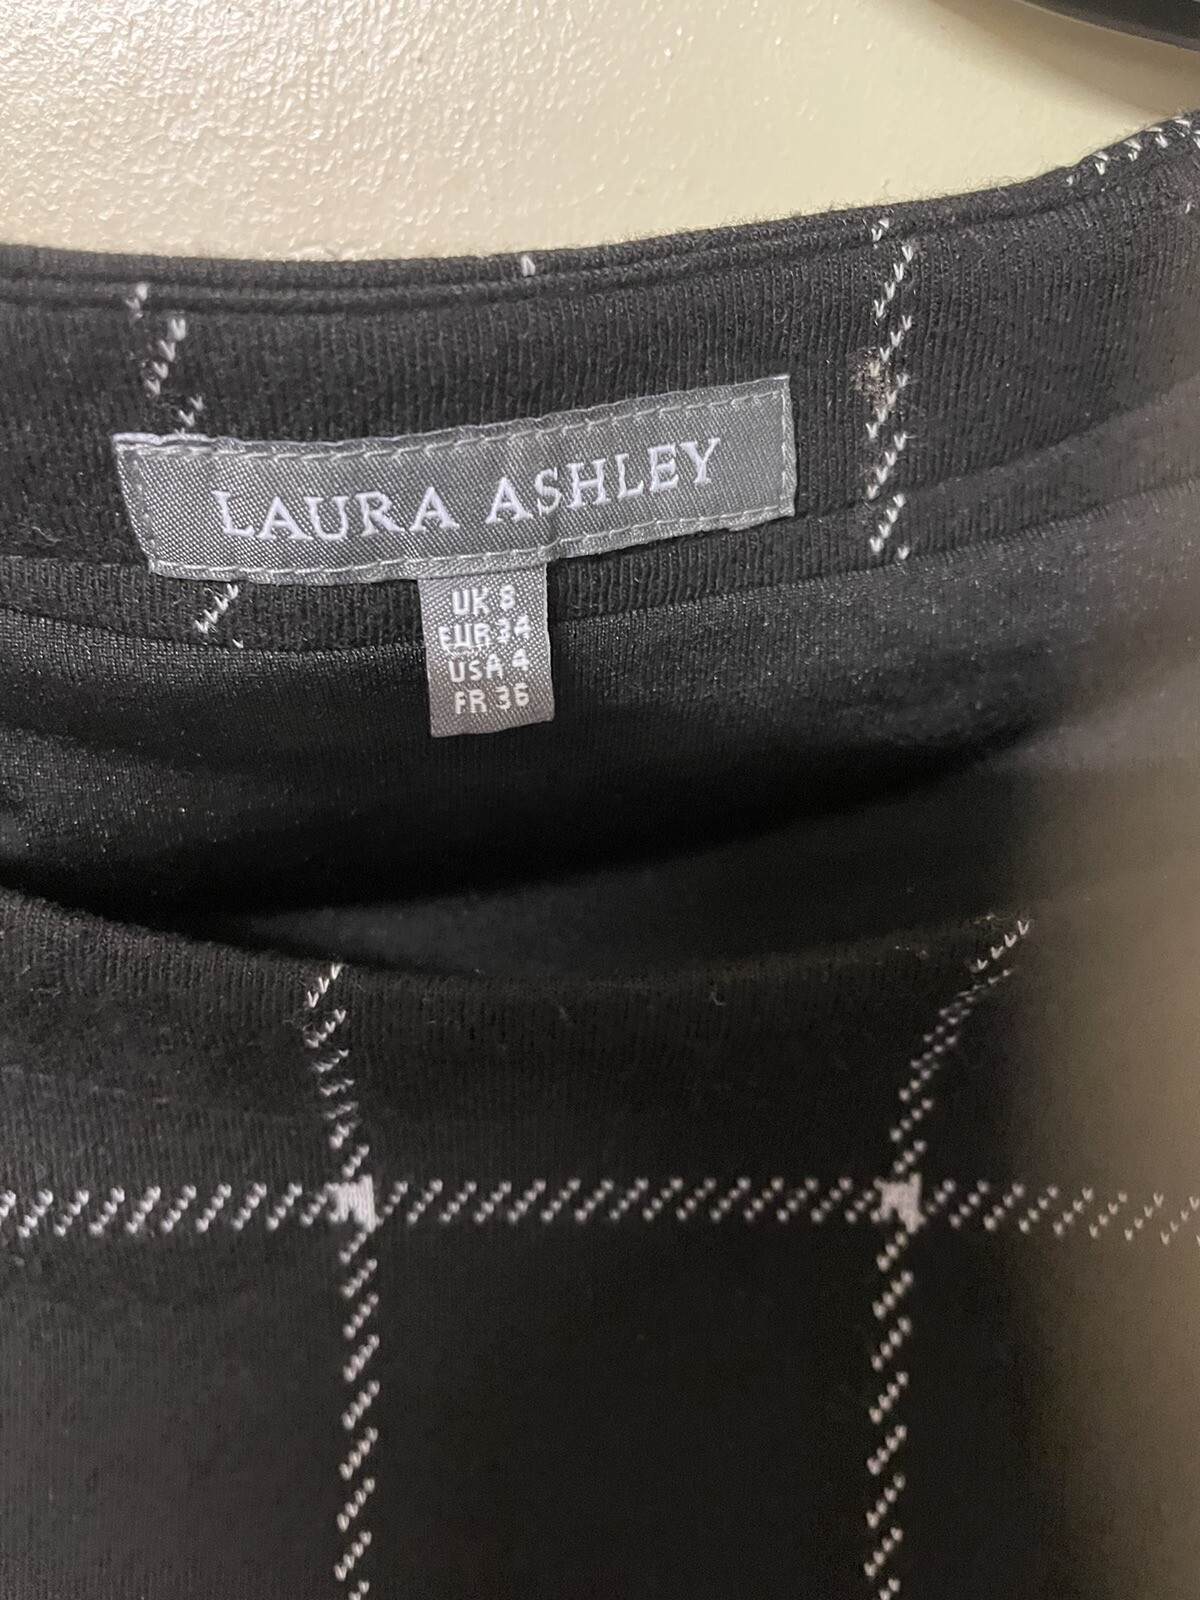 LAURA ASHLEY
UK 8
EUR 34
USA 4
FR 36